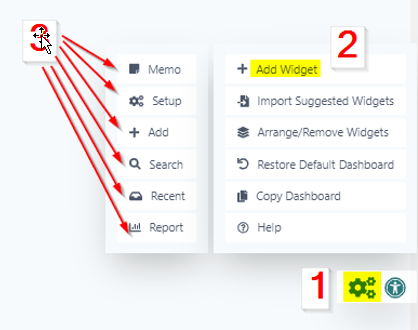 3
2
Memo
Setup
Add
Search
Recent
Report
Add Widget
Import Suggested Widgets
Arrange/Remove Widgets
Restore Default Dashboard
Copy Dashboard
Help
1